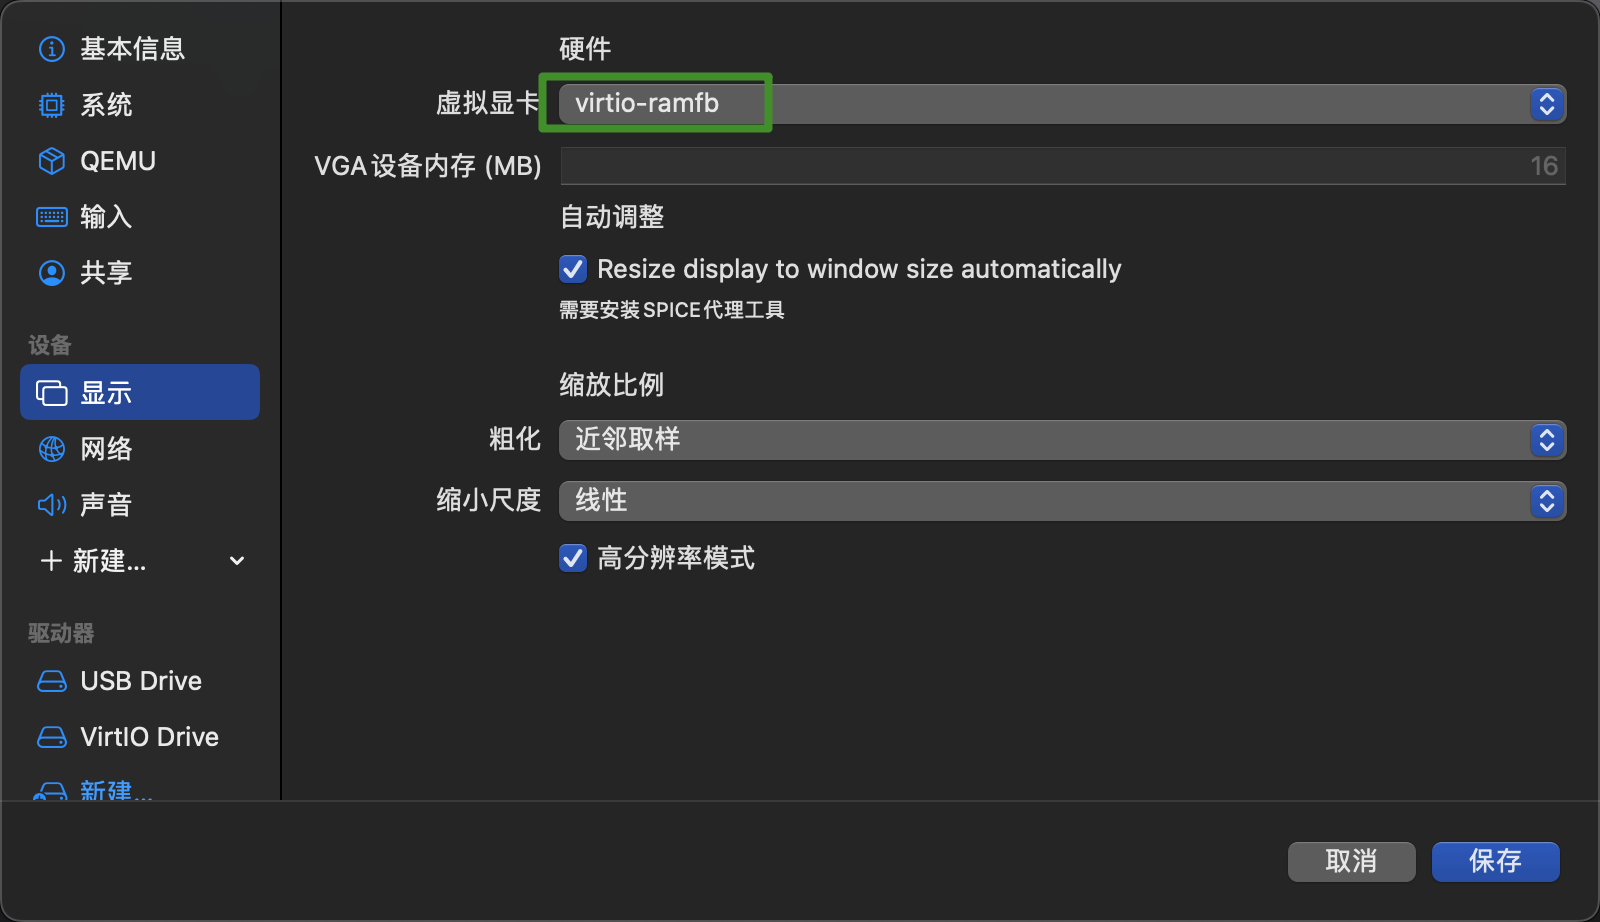 基本信息
系统
QEMU
输入
共享
设备
显示
网络
声音
新建...
驱动器
USB Drive
VirtIO Drive
新建...
硬件
虚拟显卡 virtio-ramfb
VGA设备内存 (MB) 16
自动调整
Resize display to window size automatically
需要安装SPICE代理工具
缩放比例
粗化 近邻取样
缩小尺度 线性
高分辨率模式
取消 保存